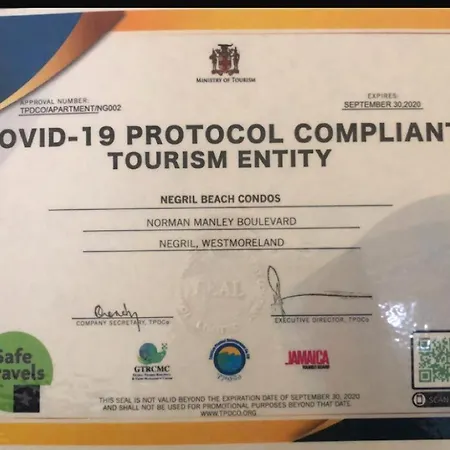 MINISTRY OF TOURISM
APPROVAL NUMBER:
TPDCO/APARTMENT/NG002
EXPIRES:
SEPTEMBER 30,2020
OVID-19 PROTOCOL COMPLIANT
TOURISM ENTITY
NEGRIL BEACH CONDOS
NORMAN MANLEY BOULEVARD
NEGRIL, WESTMORELAND
SEAL
COMPANY SECRETARY, TPDCo
EXECUTIVE DIRECTOR, TPDCo
Safe
ravels
GTRCMC
JAMAICA
SCAN
THIS SEAL IS NOT VALID BEYOND THE EXPIRATION DATE OF SEPTEMBER 30, 2020
AND SHALL NOT BE USED FOR PROMOTIONAL PURPOSES BEYOND THAT DATE.
WWW.TPDCO.ORG